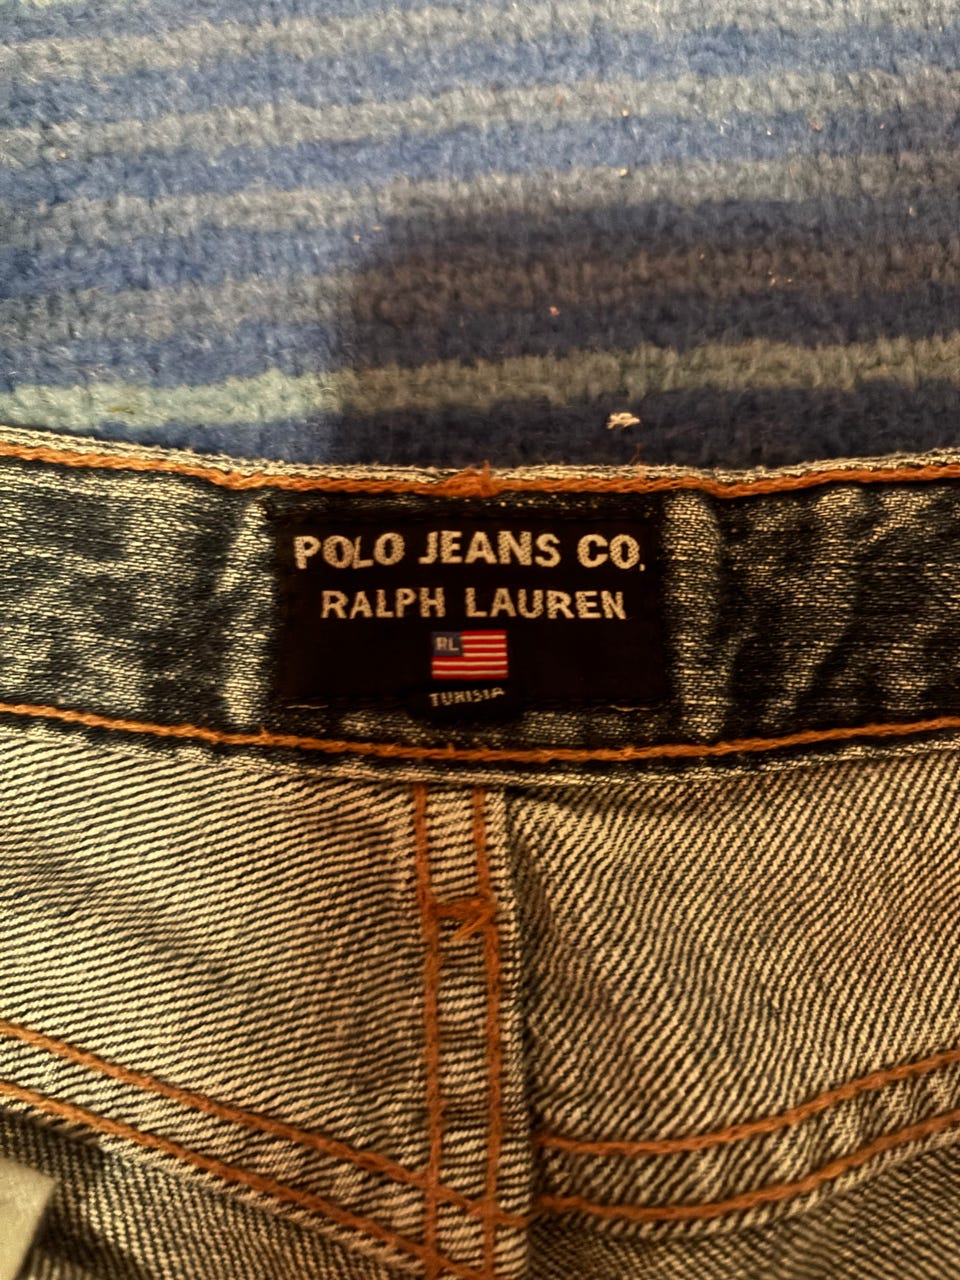 POLO JEANS CO.
RALPH LAUREN
RL
TUNISIA